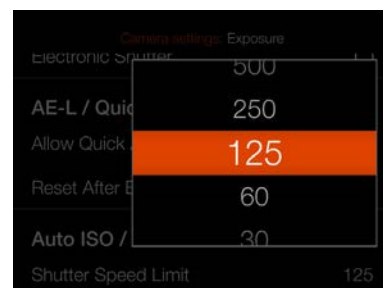 Camera settings: Exposure
Electronic Shutter
500
AE-L / Quic
250
Allow Quick
125
Reset After E
60
Auto ISO /
30
Shutter Speed Limit 125